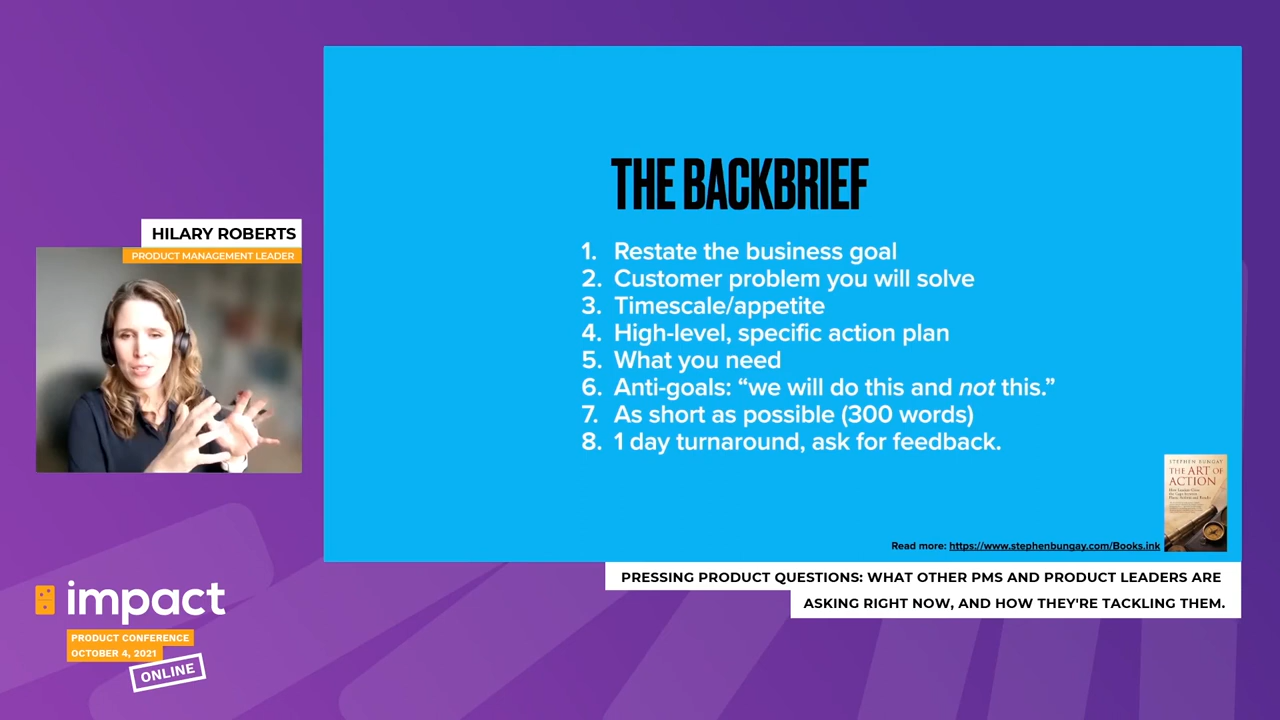 HILARY ROBERTS
PRODUCT MANAGEMENT LEADER
THE BACKBRIEF
1. Restate the business goal
2. Customer problem you will solve
3. Timescale/appetite
4. High-level, specific action plan
5. What you need
6. Anti-goals: “we will do this and not this.”
7. As short as possible (300 words)
8. 1 day turnaround, ask for feedback.
STEPHEN BUNGAY
THE ART OF
ACTION
Read more: https://www.stephenbungay.com/Books.ink
PRESSING PRODUCT QUESTIONS: WHAT OTHER PMS AND PRODUCT LEADERS ARE
ASKING RIGHT NOW, AND HOW THEY'RE TACKLING THEM.
impact
PRODUCT CONFERENCE
OCTOBER 4, 2021
ONLINE